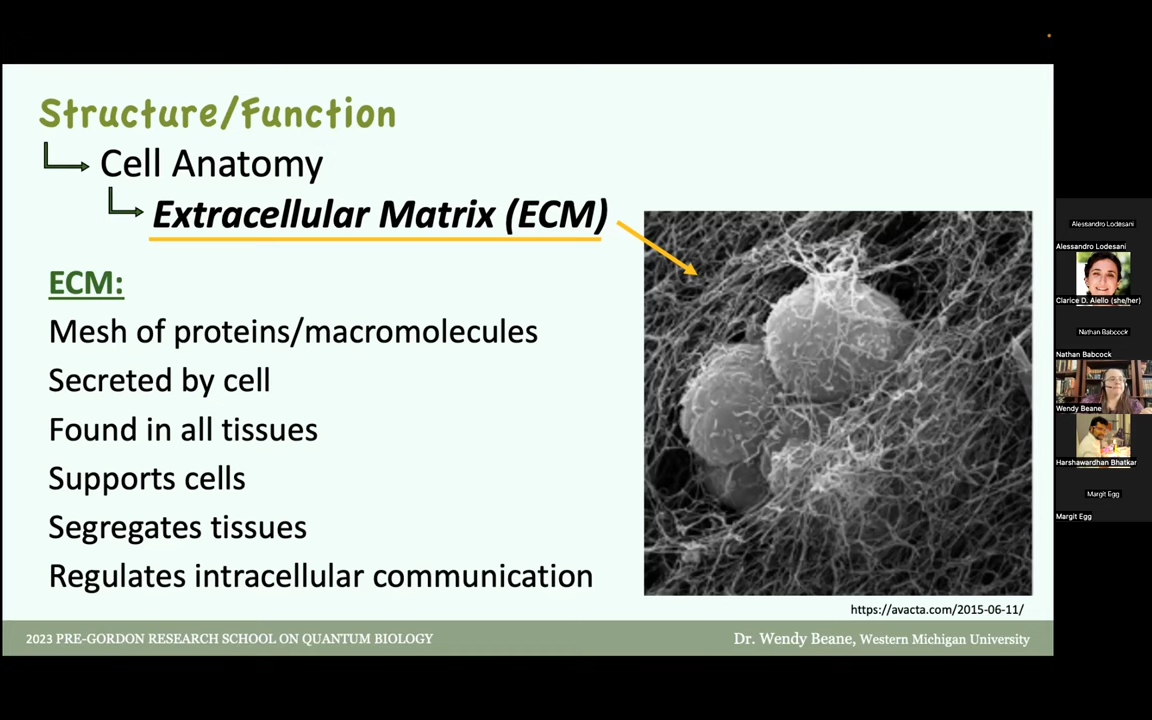 Structure/Function
Cell Anatomy
Extracellular Matrix (ECM)
ECM:
Mesh of proteins/macromolecules
Secreted by cell
Found in all tissues
Supports cells
Segregates tissues
Regulates intracellular communication
https://avacta.com/2015-06-11/
2023 PRE-GORDON RESEARCH SCHOOL ON QUANTUM BIOLOGY
Dr. Wendy Beane, Western Michigan University
Alessandro Lodesani
Alessandro Lodesani
Clarice D. Aiello (she/her)
Nathan Babcock
Nathan Babcock
Wendy Beane
Harshawardhan Bhatkar
Margit Egg
Margit Egg